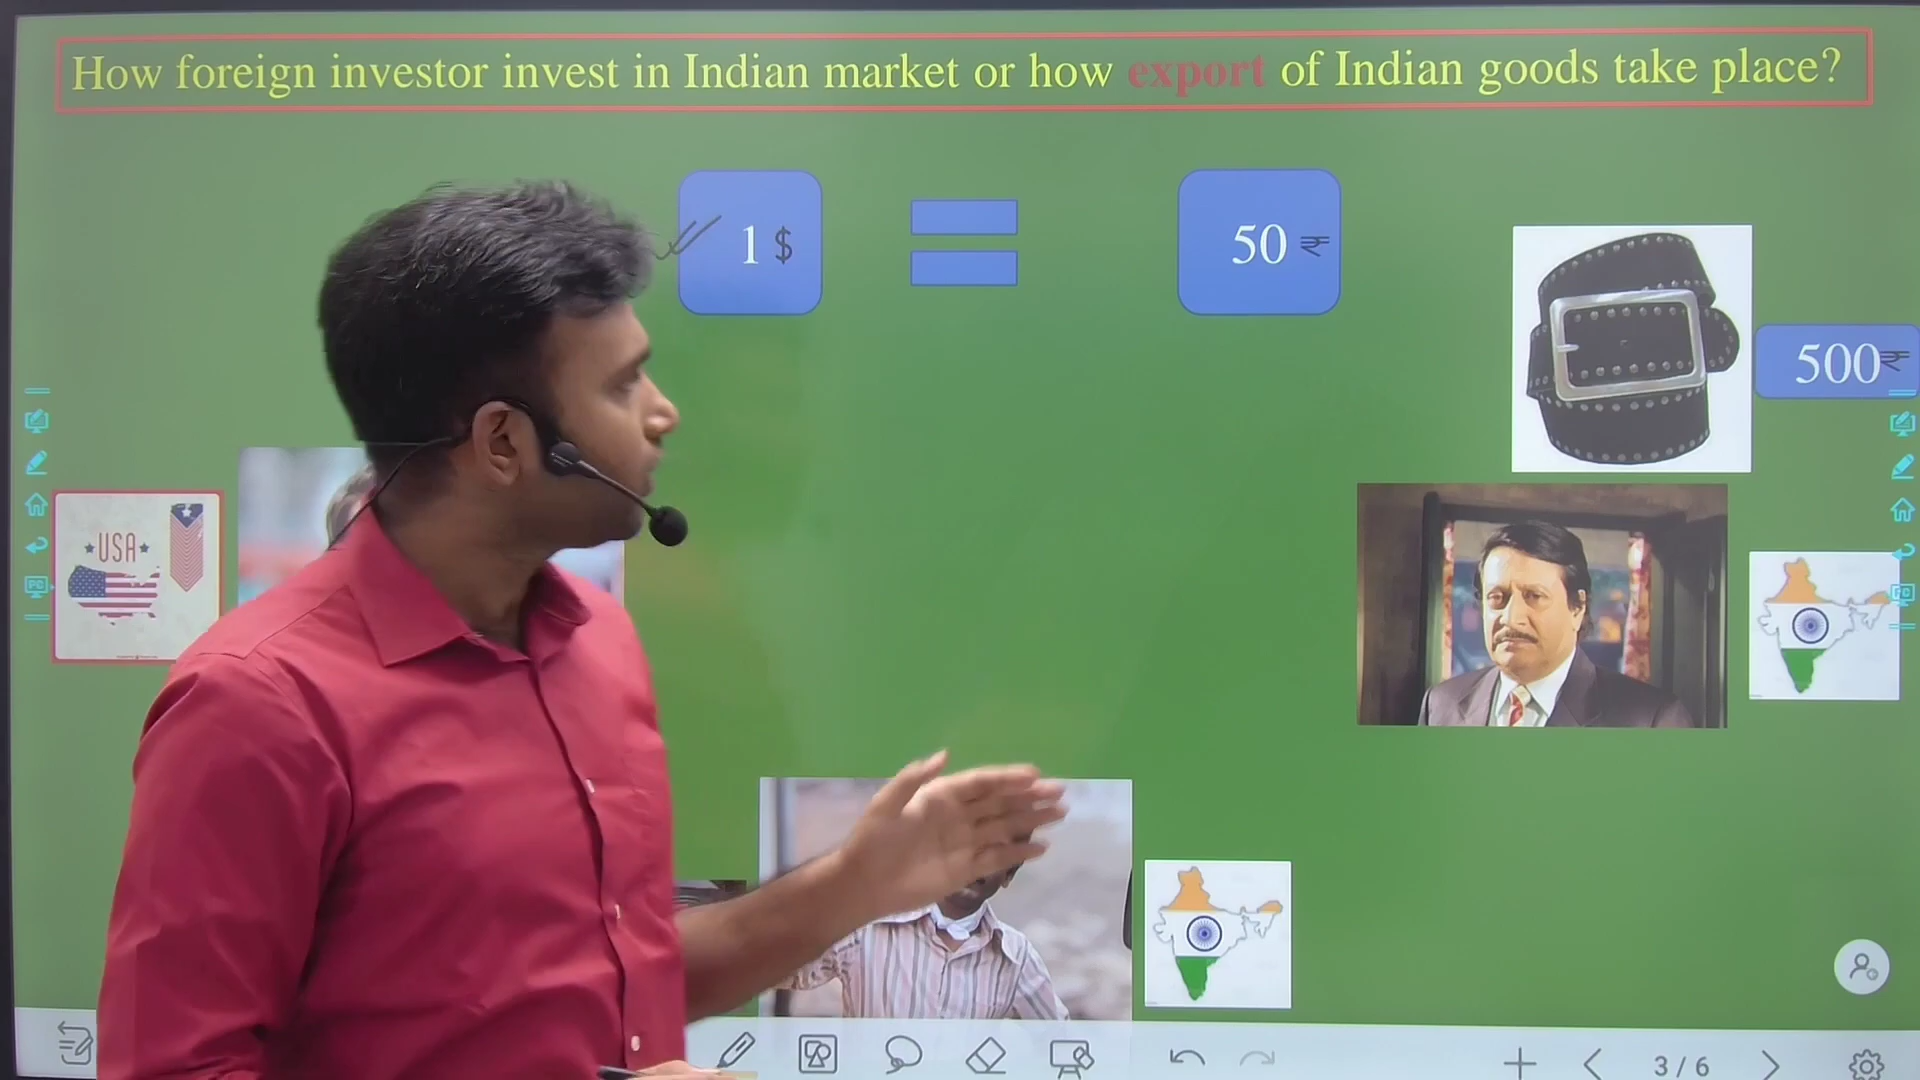 How foreign investor invest in Indian market or how export of Indian goods take place?
1 $
50 ₹
500 ₹
USA
PC
3 / 6